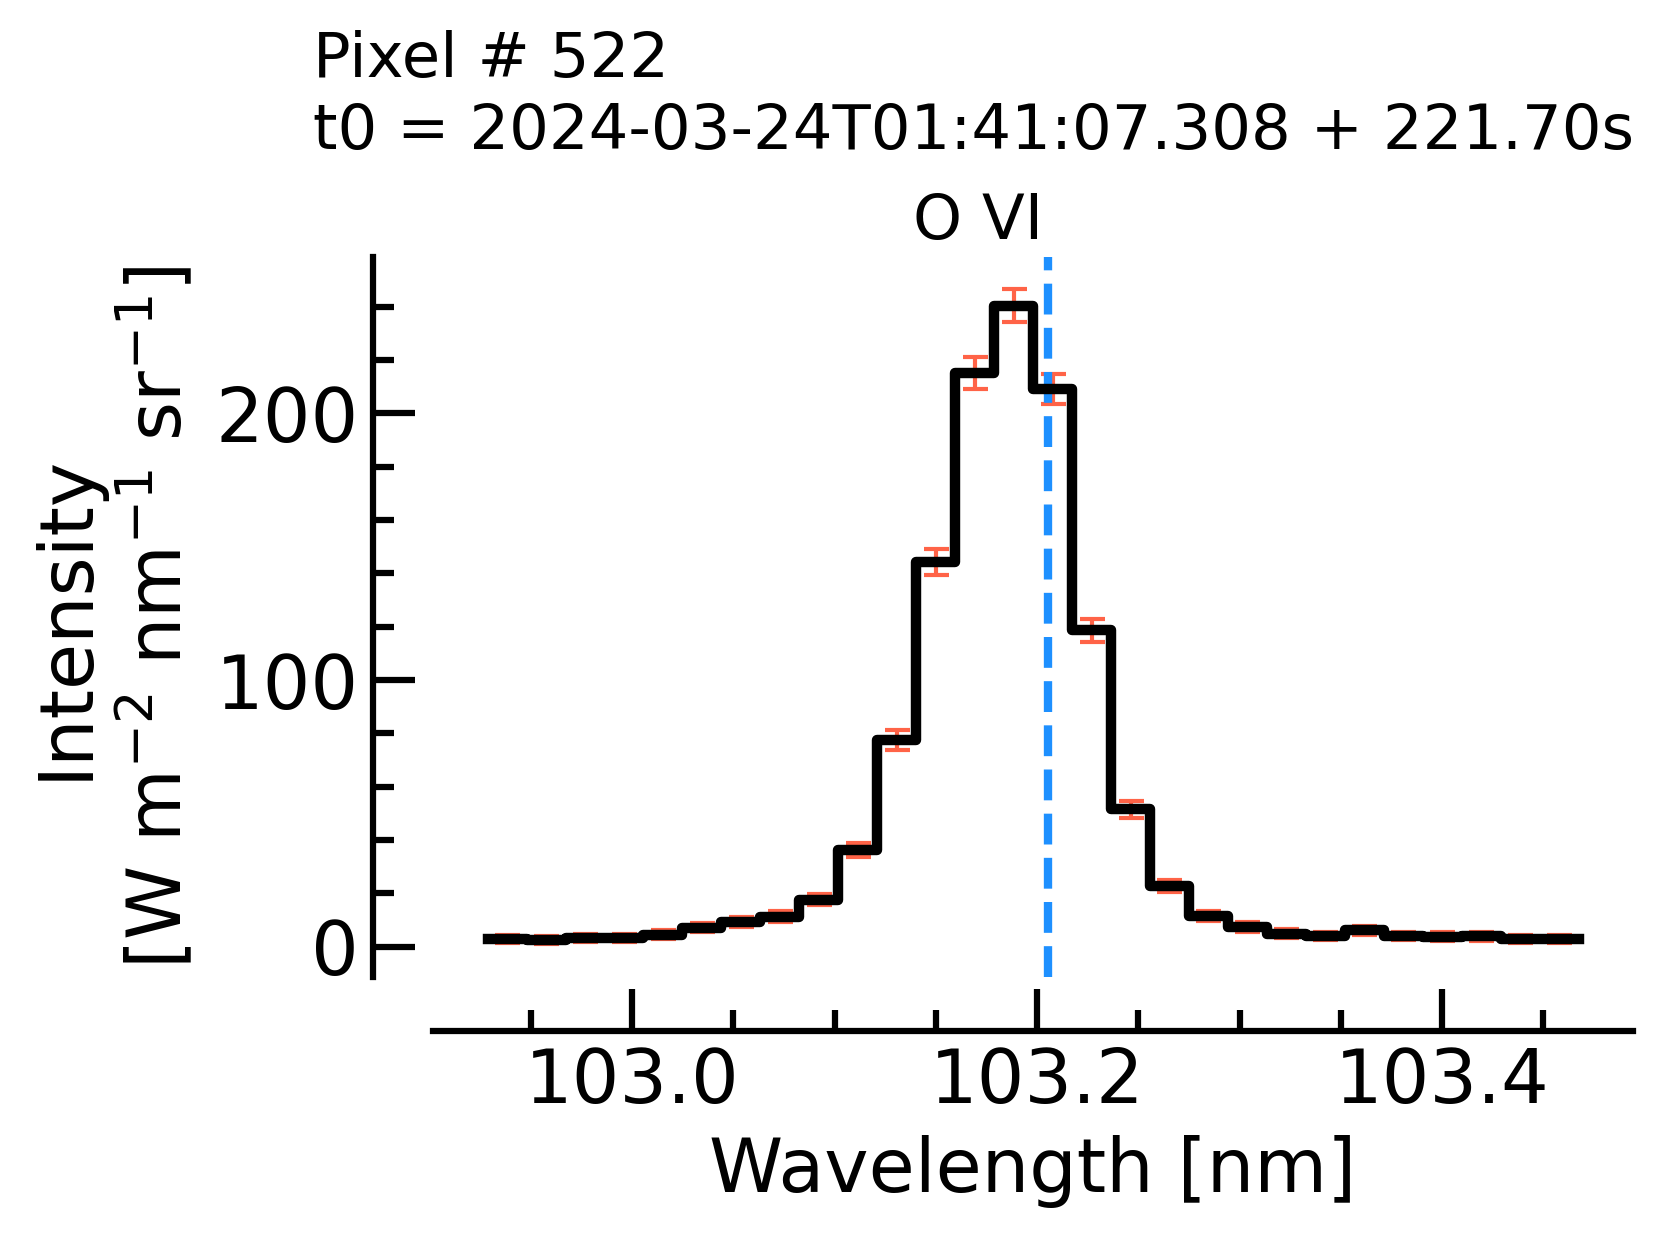 Pixel # 522
t0 = 2024-03-24T01:41:07.308 + 221.70s
O VI
Intensity
[W m⁻² nm⁻¹ sr⁻¹]
200
100
0
103.0 103.2 103.4
Wavelength [nm]